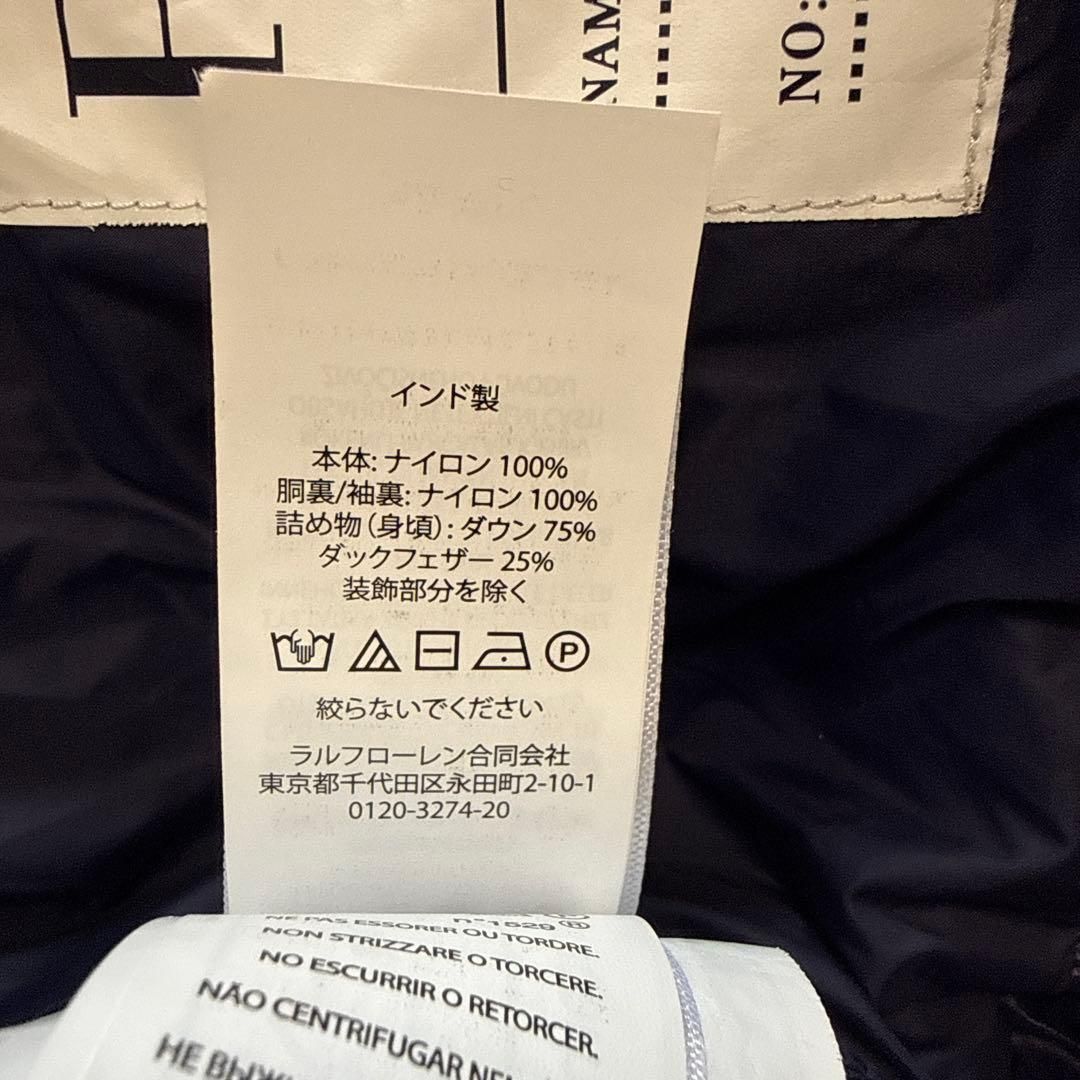 NO:
インド製
本体: ナイロン 100%
胴裏/袖裏: ナイロン 100%
詰め物 (身頃) : ダウン 75%
ダックフェザー 25%
装飾部分を除く
P
絞らないでください
ラルフローレン合同会社
東京都千代田区永田町2-10-1
0120-3274-20
n°1529
NE PAS ESSORER OU TORDRE.
NON STRIZZARE O TORCERE.
NO ESCURRIR O RETORCER.
NÃO CENTRIFUGAR
НЕ